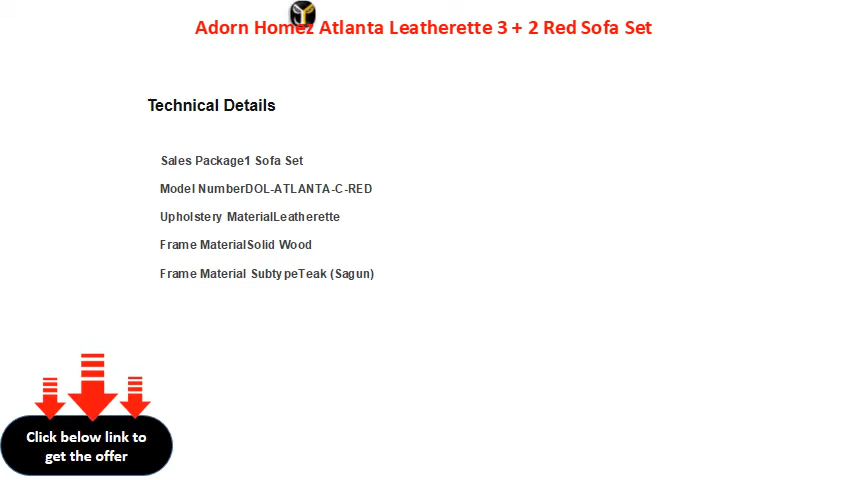 Adorn Homez Atlanta Leatherette 3 + 2 Red Sofa Set
Technical Details
Sales Package1 Sofa Set
Model NumberDOL-ATLANTA-C-RED
Upholstery MaterialLeatherette
Frame MaterialSolid Wood
Frame Material SubtypeTeak (Sagun)
Click below link to
get the offer